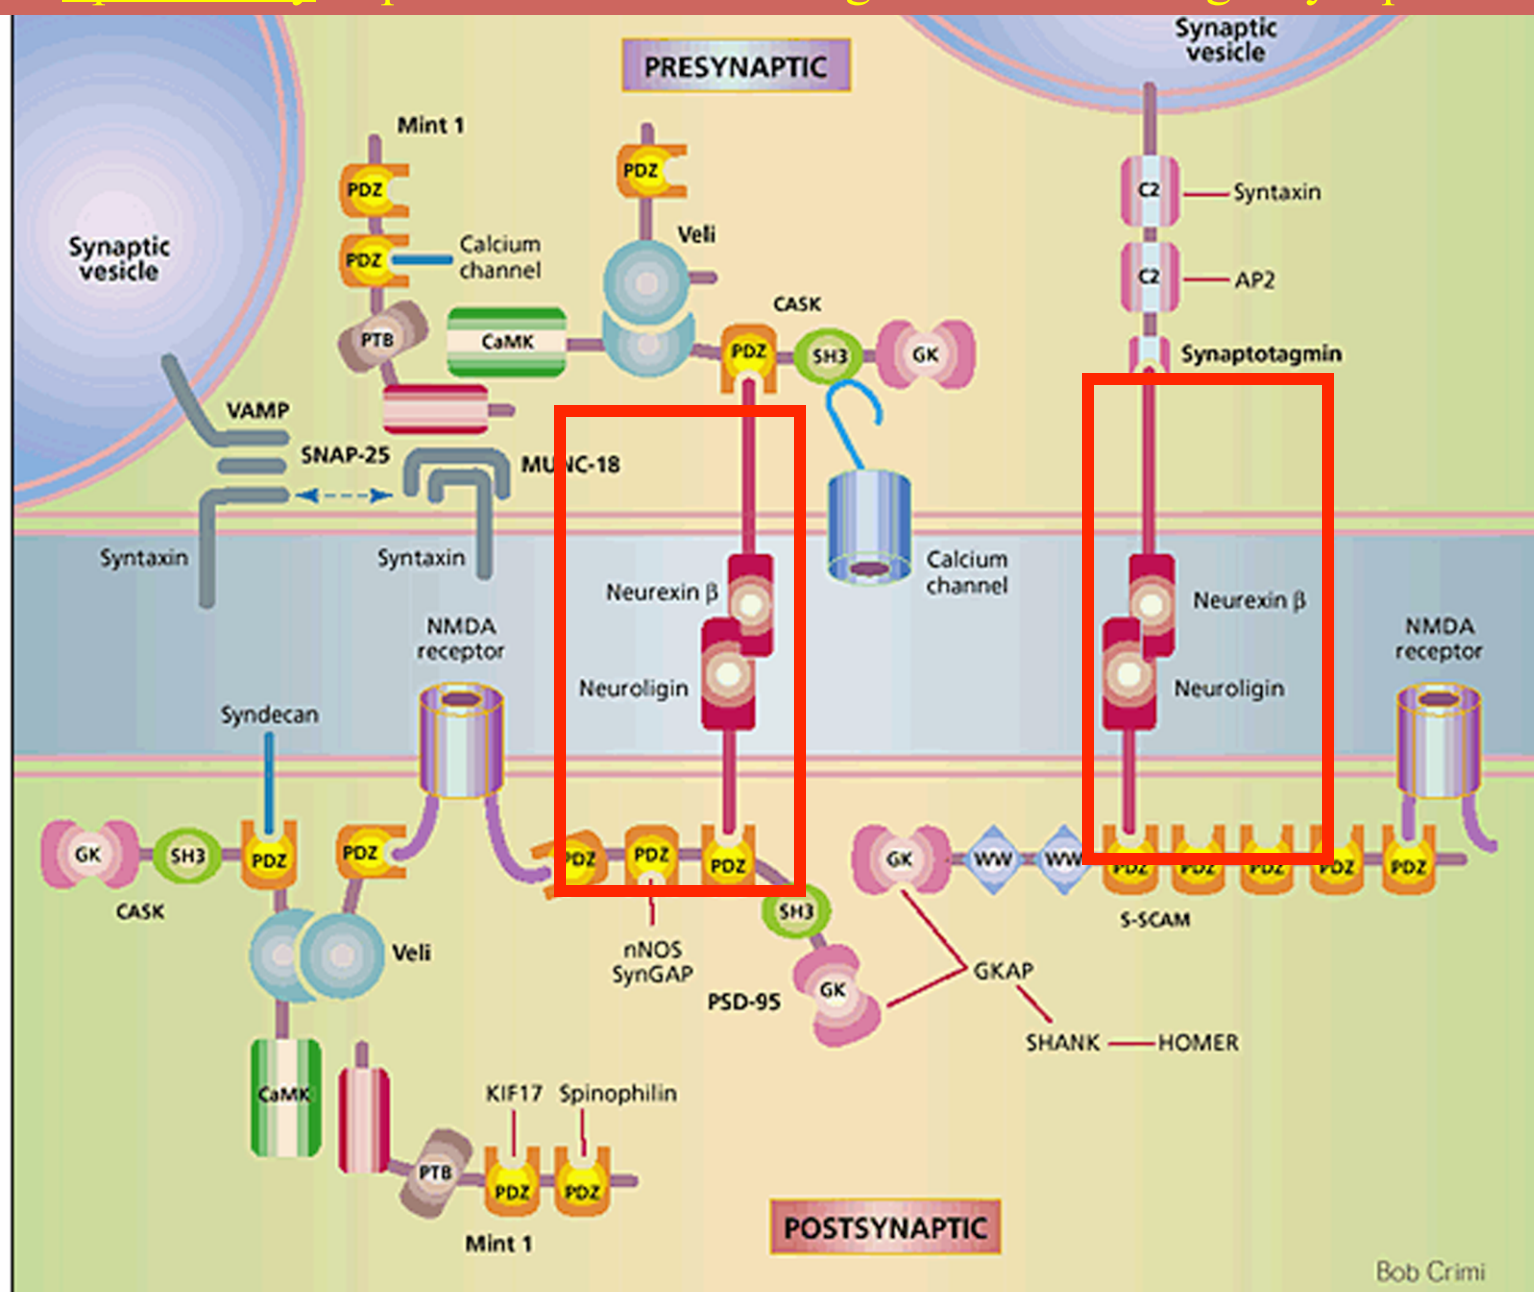 Synaptic
vesicle
PRESYNAPTIC
Mint 1
PDZ
PDZ
Calcium
channel
PTB
PDZ
Veli
CaMK
CASK
PDZ
SH3
GK
C2
Syntaxin
C2
AP2
Synaptotagmin
Synaptic
vesicle
VAMP
SNAP-25
MUNC-18
Syntaxin
Syntaxin
Neurexin β
Calcium
channel
Neurexin β
NMDA
receptor
NMDA
receptor
Neuroligin
Neuroligin
Syndecan
GK
SH3
PDZ
PDZ
PDZ
PDZ
PDZ
GK
WW
WW
PDZ
PDZ
PDZ
PDZ
PDZ
CASK
SH3
S-SCAM
Veli
nNOS
SynGAP
PSD-95
GK
GKAP
SHANK
HOMER
CaMK
KIF17
Spinophilin
PTB
PDZ
PDZ
Mint 1
POSTSYNAPTIC
Bob Crimi